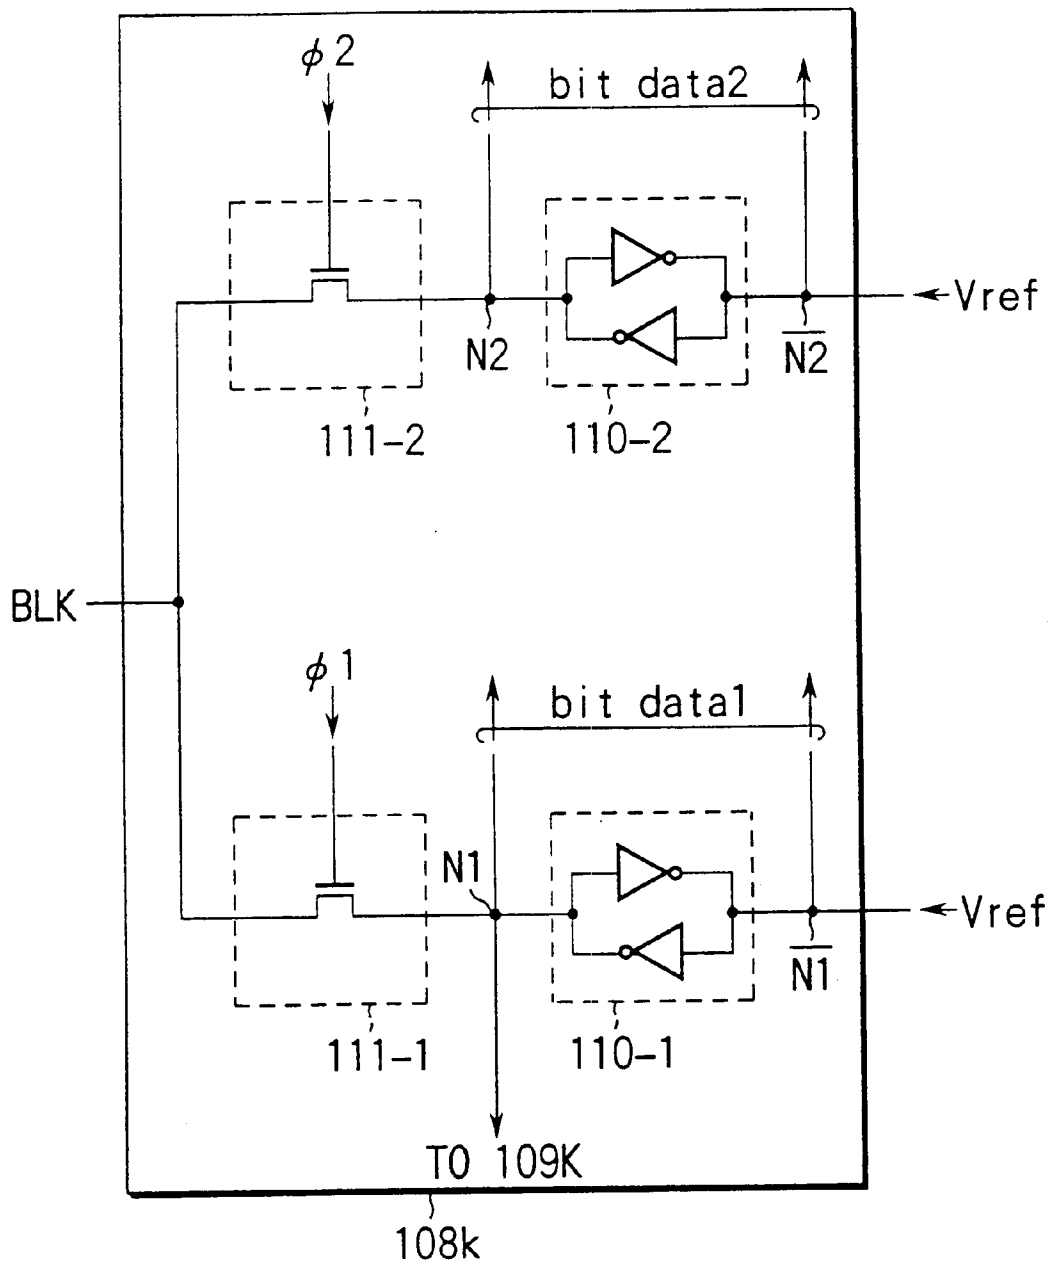 φ2
bit data2
Vref
N2
N2
111-2
110-2
BLK
φ1
bit data1
N1
Vref
N1
111-1
110-1
TO 109K
108k